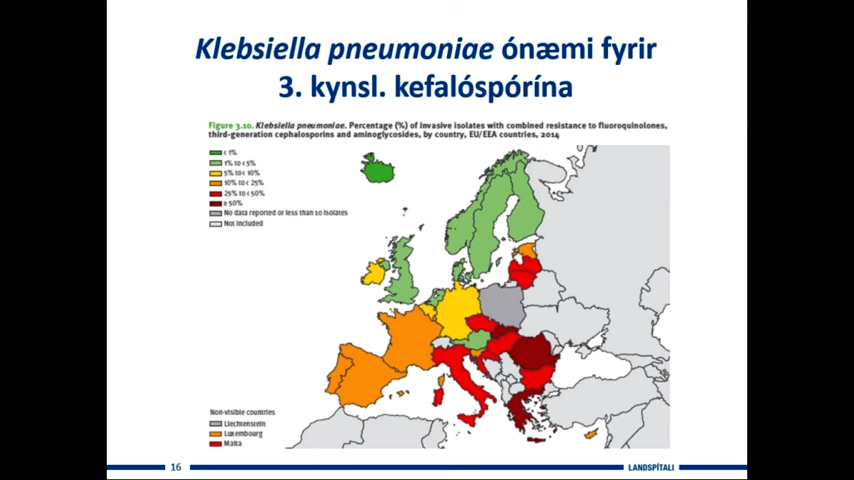 Klebsiella pneumoniae ónæmi fyrir
3. kynsl. kefalóspórína
Figure 3.10. Klebsiella pneumoniae. Percentage (%) of invasive isolates with combined resistance to fluoroquinolones,
third-generation cephalosporins and aminoglycosides, by country, EU/EEA countries, 2014
< 1%
1% to < 5%
5% to < 10%
10% to < 25%
25% to < 50%
≥ 50%
No data reported or less than 10 isolates
Not included
Non-visible countries
Liechtenstein
Luxembourg
Malta
16
LANDSPÍTALI